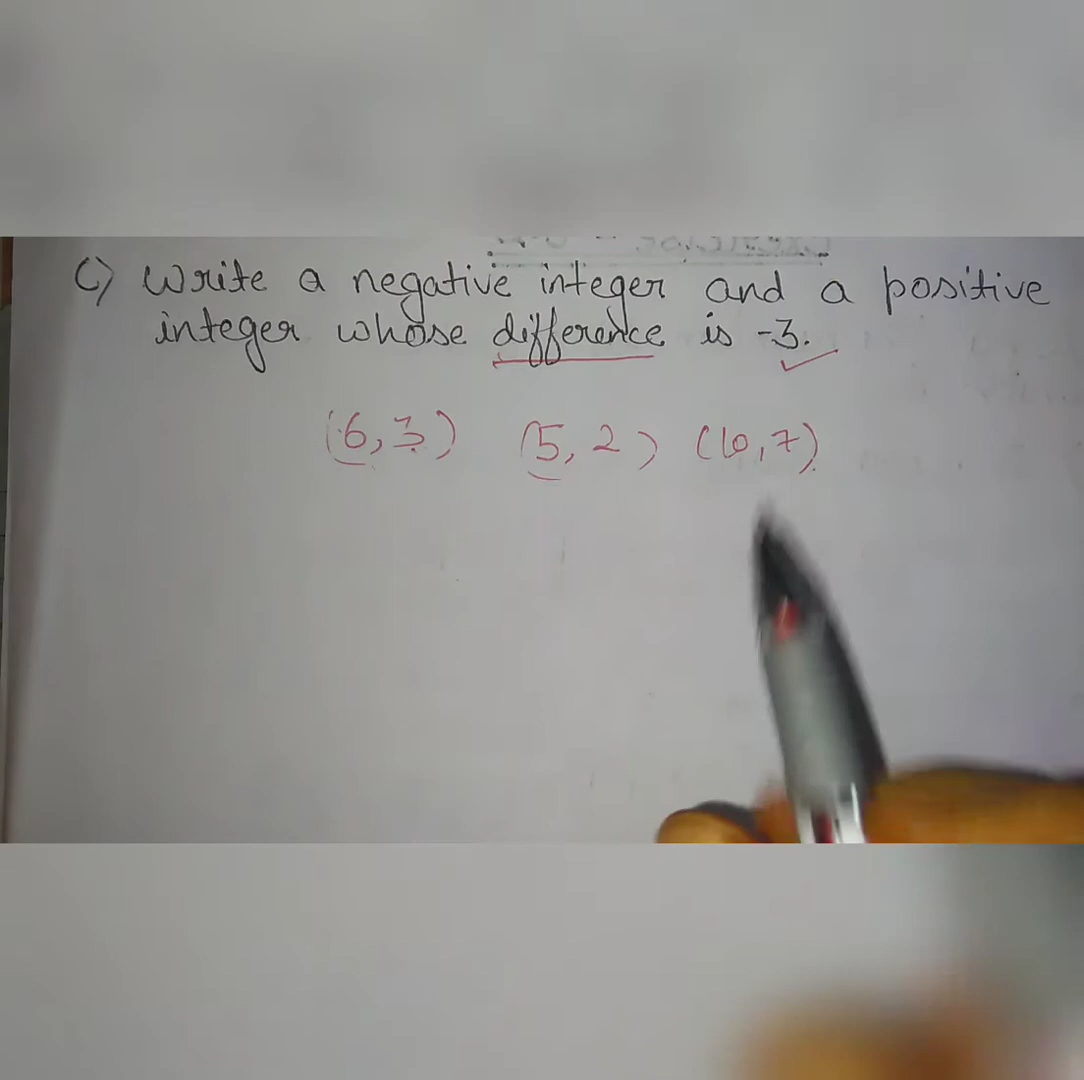 C) Write a negative integer and a positive
integer whose difference is -3.
(6,3) (5,2) (10,7)